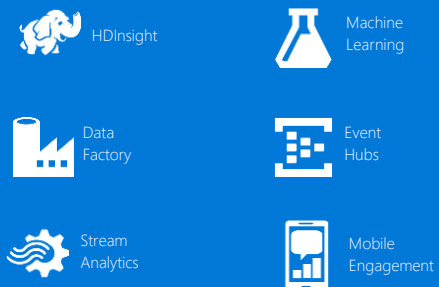 HDInsight
Machine
Learning
Data
Factory
Event
Hubs
Stream
Analytics
Mobile
Engagement